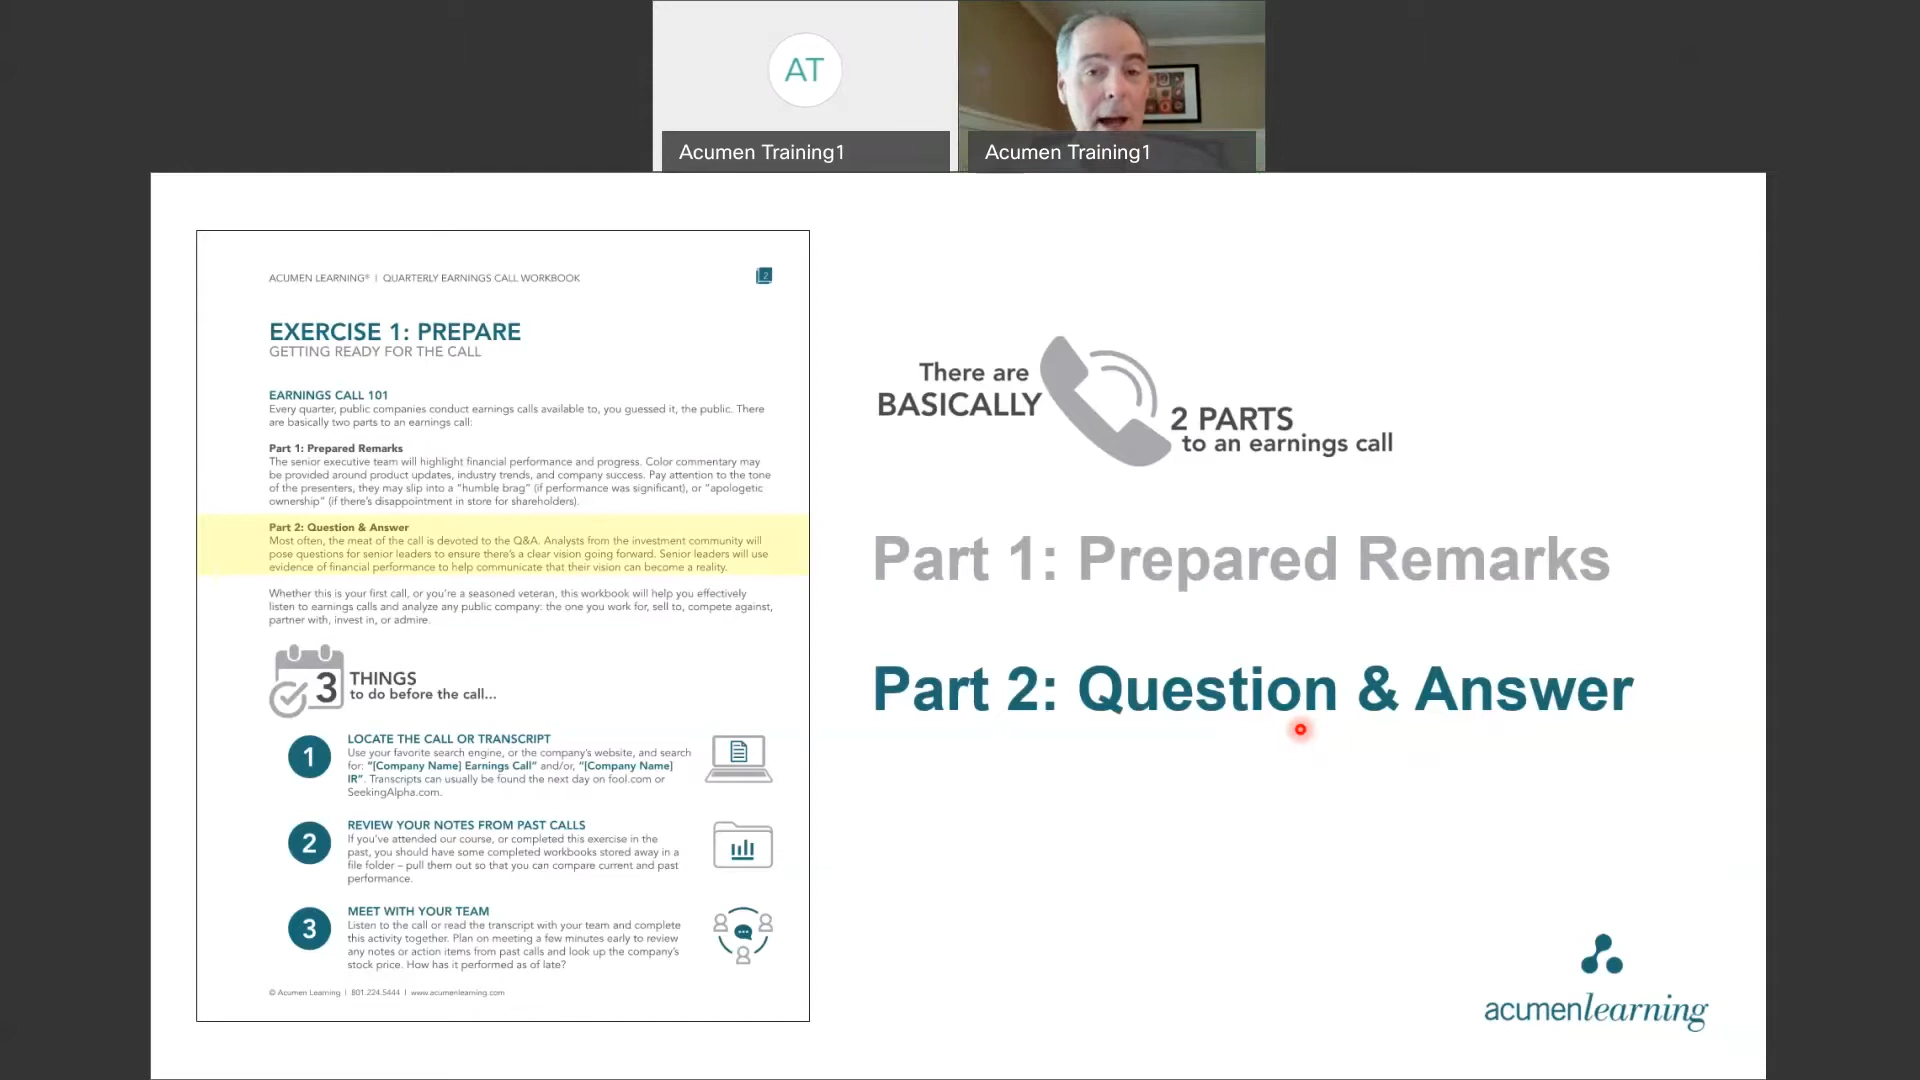 AT
Acumen Training1
Acumen Training1
ACUMEN LEARNING® | QUARTERLY EARNINGS CALL WORKBOOK
2
EXERCISE 1: PREPARE
GETTING READY FOR THE CALL
EARNINGS CALL 101
Every quarter, public companies conduct earnings calls available to, you guessed it, the public. There
are basically two parts to an earnings call:
Part 1: Prepared Remarks
The senior executive team will highlight financial performance and progress. Color commentary may
be provided around product updates, industry trends, and company success. Pay attention to the tone
of the presenters, they may slip into a “humble brag” (if performance was significant), or “apologetic
ownership” (if there’s disappointment in store for shareholders).
Part 2: Question & Answer
Most often, the meat of the call is devoted to the Q&A. Analysts from the investment community will
pose questions for senior leaders to ensure there’s a clear vision going forward. Senior leaders will use
evidence of financial performance to help communicate that their vision can become a reality.
Whether this is your first call, or you’re a seasoned veteran, this workbook will help you effectively
listen to earnings calls and analyze any public company: the one you work for, sell to, compete against,
partner with, invest in, or admire.
3 THINGS
to do before the call...
1 LOCATE THE CALL OR TRANSCRIPT
Use your favorite search engine, or the company’s website, and search
for: “[Company Name] Earnings Call” and/or, “[Company Name]
IR”. Transcripts can usually be found the next day on fool.com or
SeekingAlpha.com.
2 REVIEW YOUR NOTES FROM PAST CALLS
If you’ve attended our course, or completed this exercise in the
past, you should have some completed workbooks stored away in a
file folder – pull them out so that you can compare current and past
performance.
3 MEET WITH YOUR TEAM
Listen to the call or read the transcript with your team and complete
this activity together. Plan on meeting a few minutes early to review
any notes or action items from past calls and look up the company’s
stock price. How has it performed as of late?
© Acumen Learning | 801.224.5444 | www.acumenlearning.com
There are
BASICALLY
2 PARTS
to an earnings call
Part 1: Prepared Remarks
Part 2: Question & Answer
acumenlearning